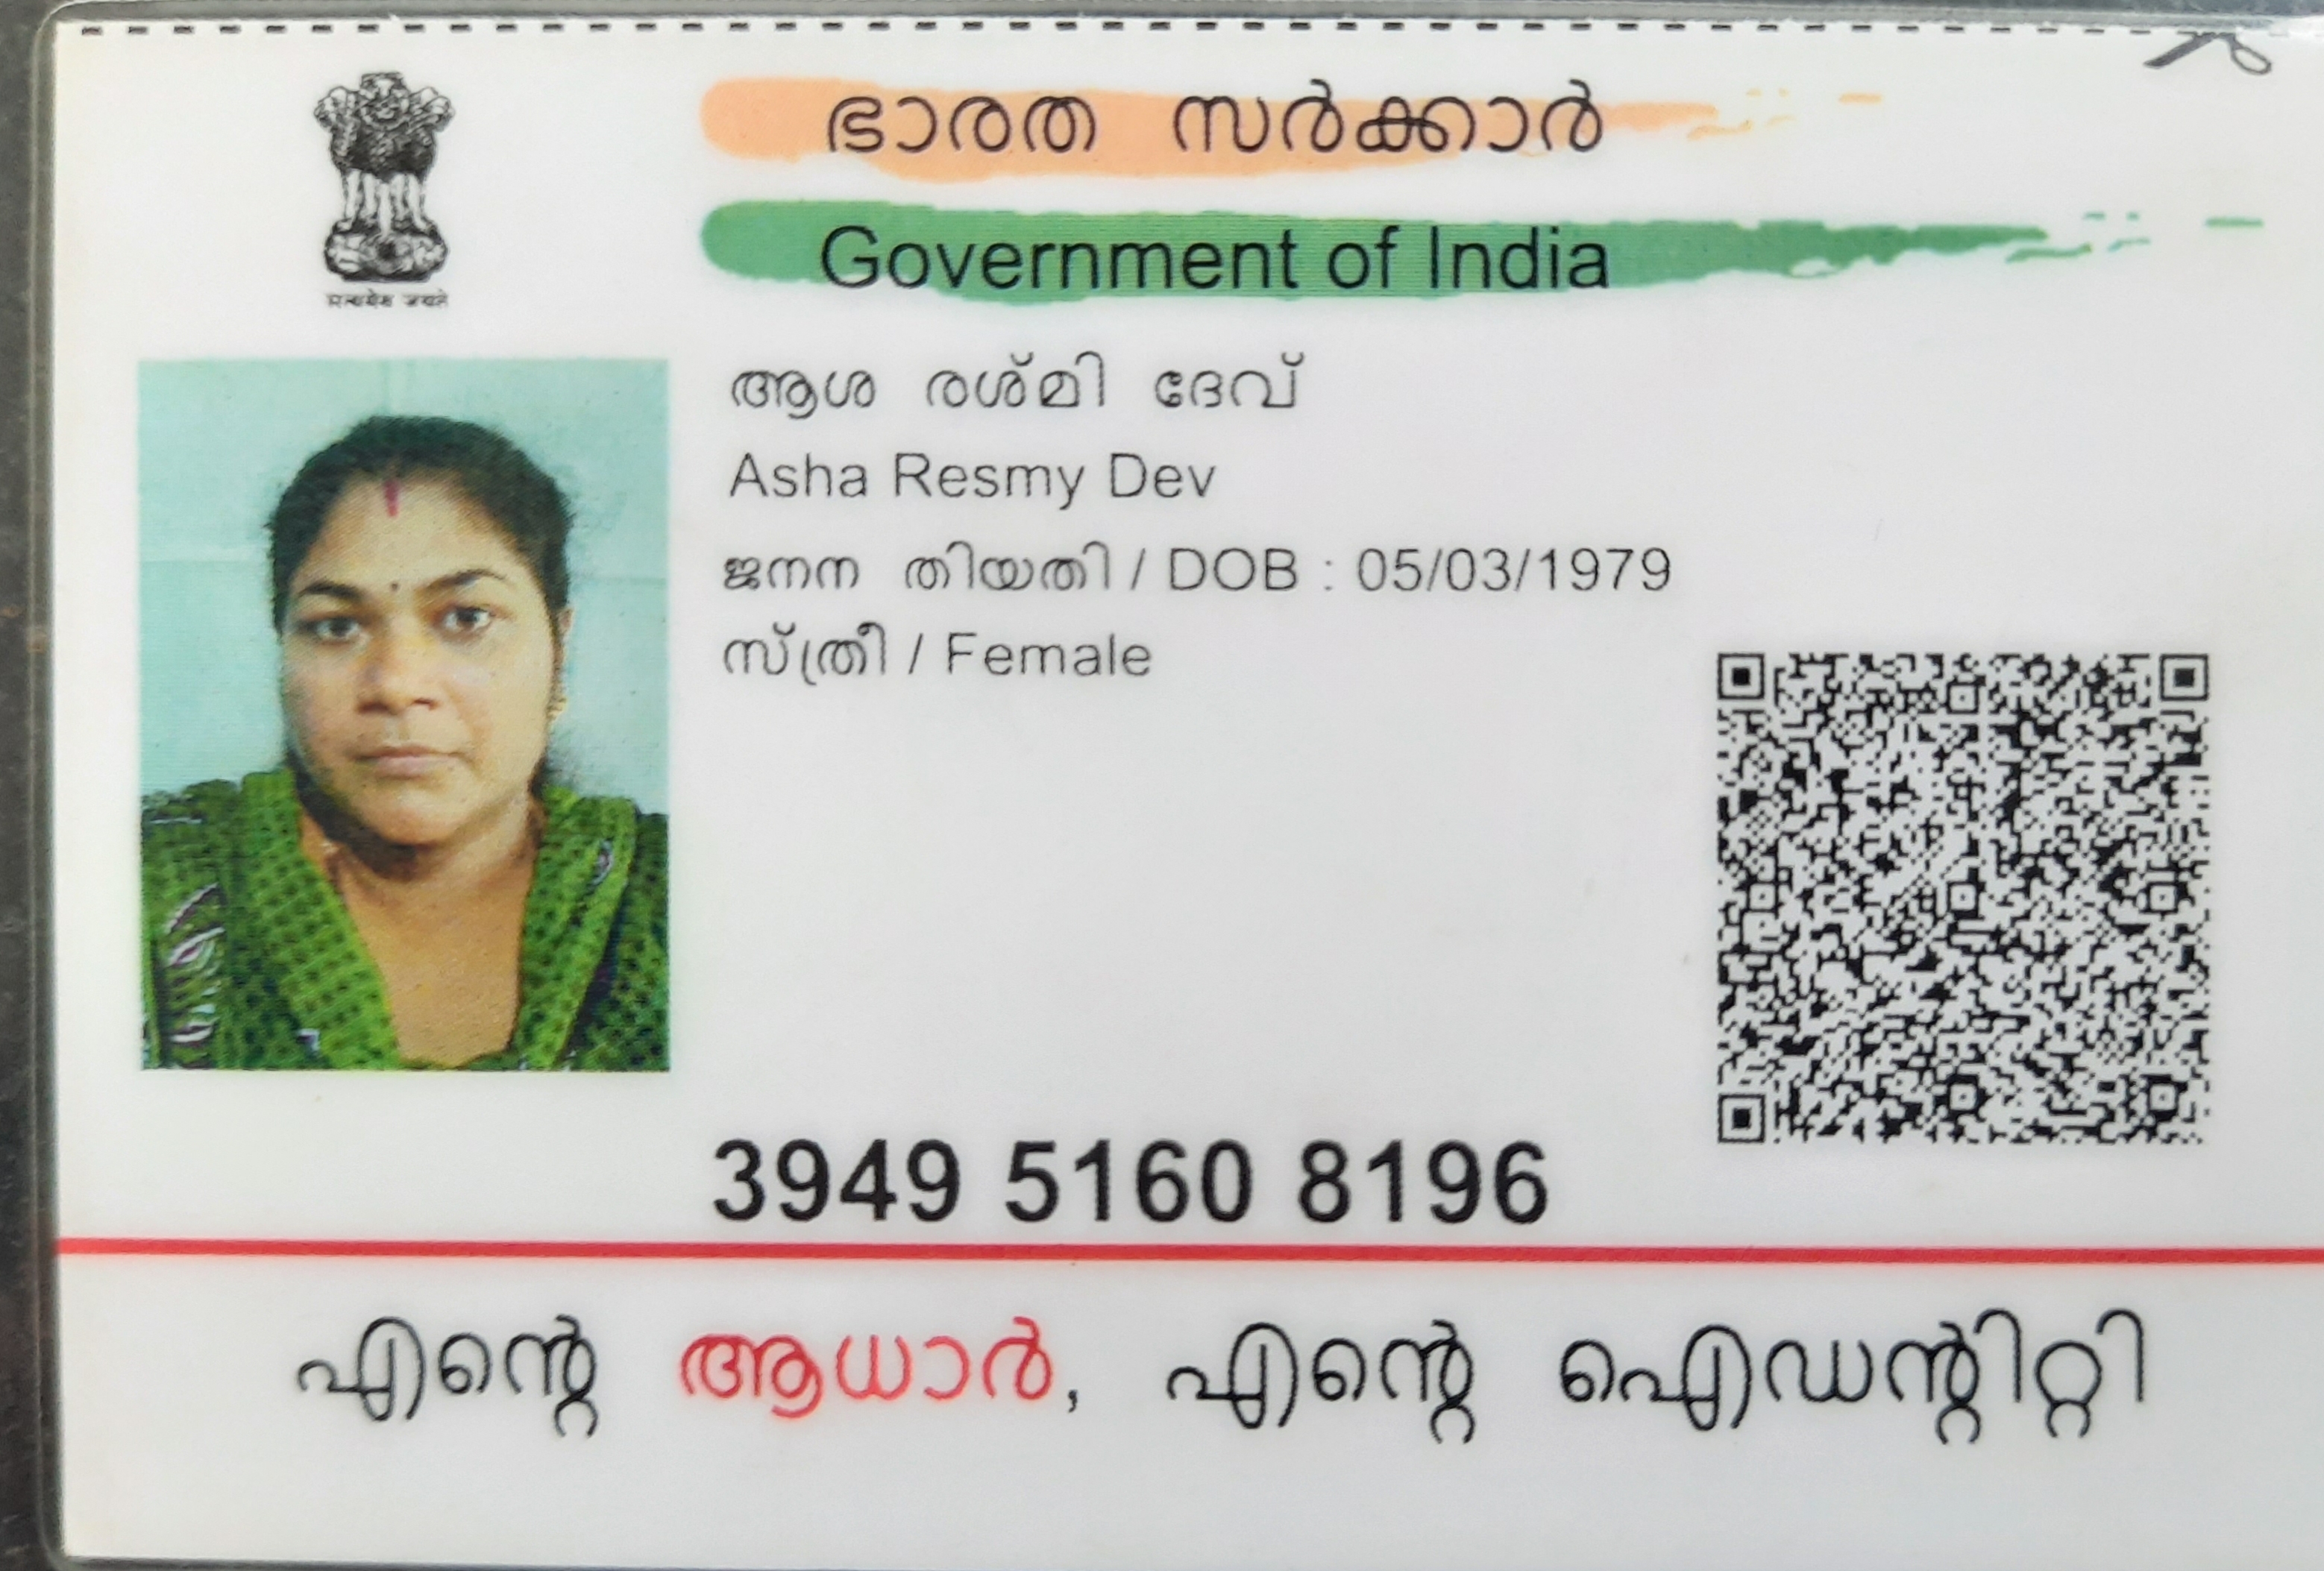 ഭാരത സർക്കാർ
Government of India
सत्यमेव जयते
ആശ രശ്മി ദേവ്
Asha Resmy Dev
ജനന തിയതി / DOB : 05/03/1979
സ്ത്രീ / Female
3949 5160 8196
എന്റെ ആധാർ, എന്റെ ഐഡന്റിറ്റി